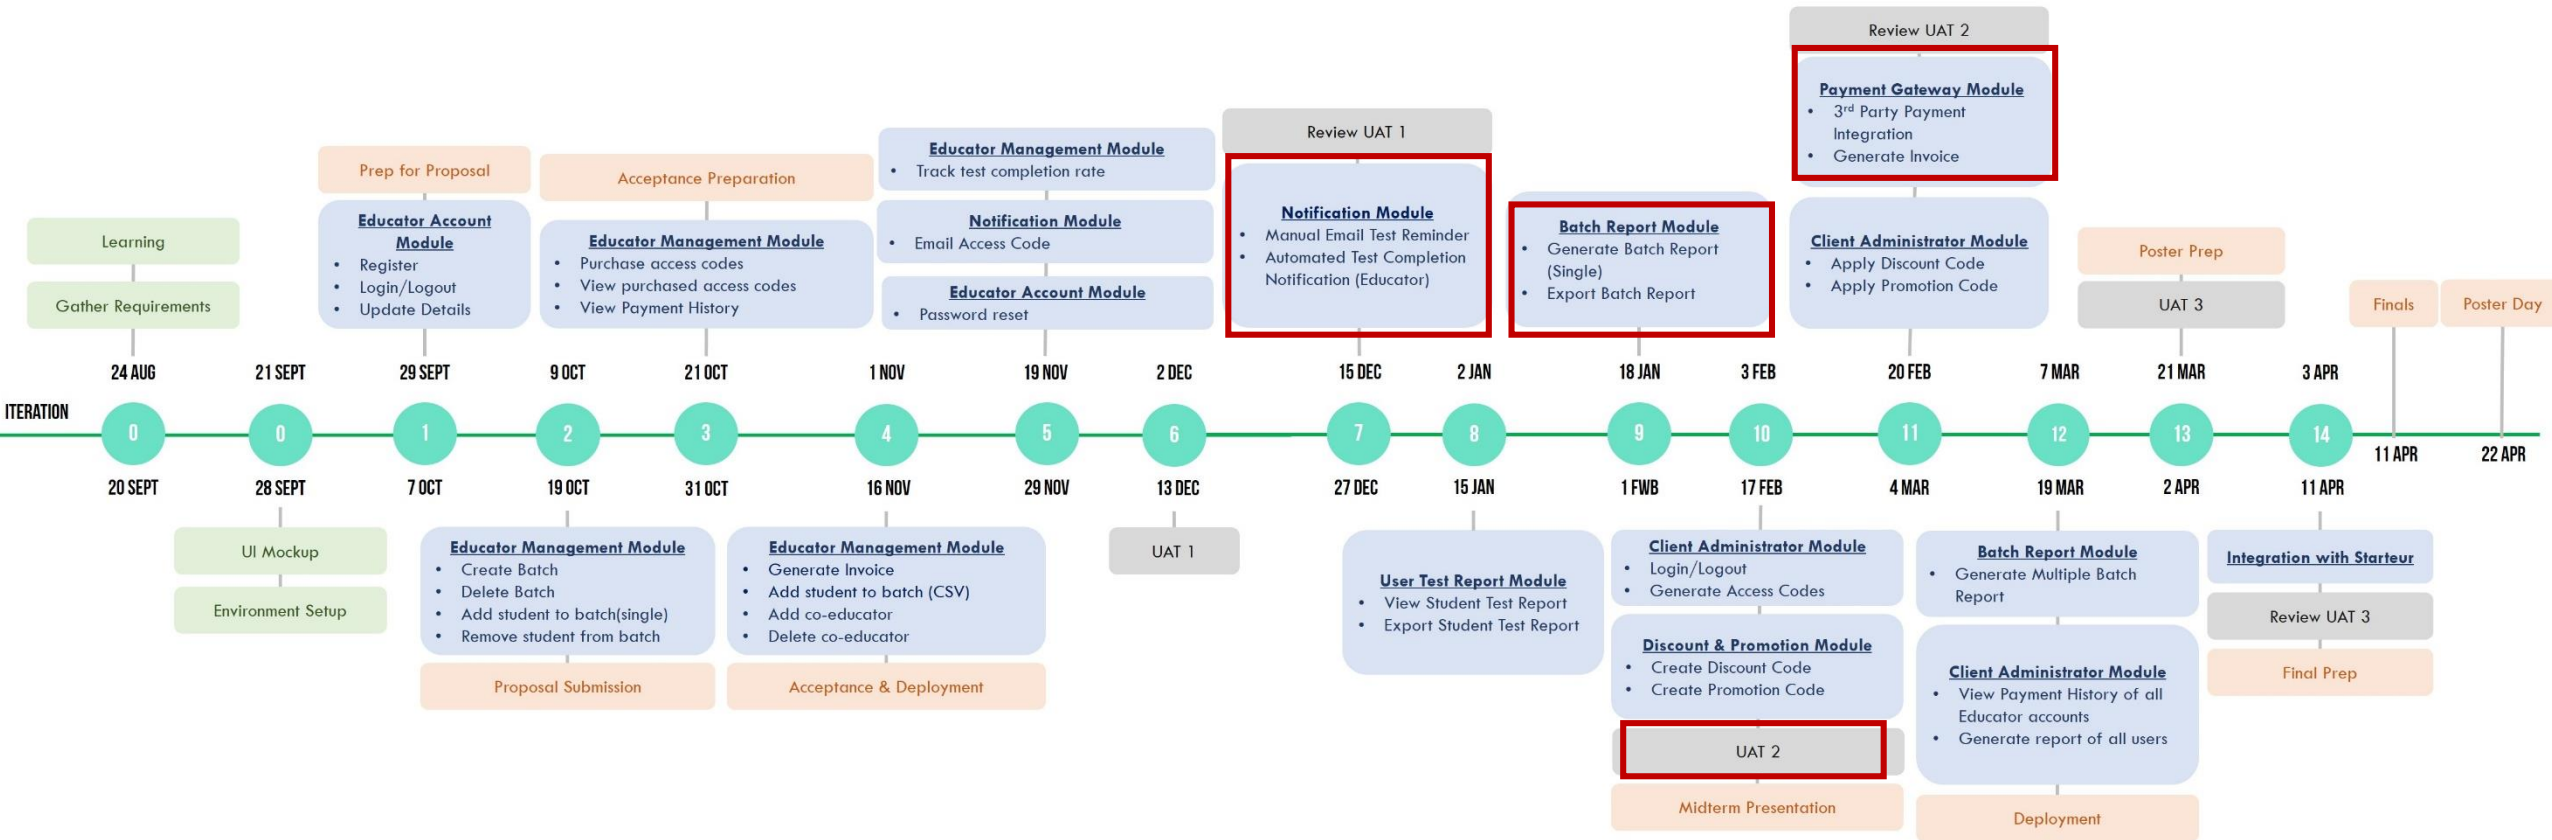 Review UAT 2
Payment Gateway Module
• 3rd Party Payment
Integration
• Generate Invoice
Client Administrator Module
• Apply Discount Code
• Apply Promotion Code
Review UAT 1
Notification Module
• Manual Email Test Reminder
• Automated Test Completion
Notification (Educator)
Batch Report Module
• Generate Batch Report
(Single)
• Export Batch Report
Educator Management Module
• Track test completion rate
Notification Module
• Email Access Code
Educator Account Module
• Password reset
Prep for Proposal
Educator Account
Module
• Register
• Login/Logout
• Update Details
Acceptance Preparation
Educator Management Module
• Purchase access codes
• View purchased access codes
• View Payment History
Learning
Gather Requirements
Poster Prep
UAT 3
Finals
Poster Day
24 AUG
21 SEPT
29 SEPT
9 OCT
21 OCT
1 NOV
19 NOV
2 DEC
15 DEC
2 JAN
18 JAN
3 FEB
20 FEB
7 MAR
21 MAR
3 APR
ITERATION
0
0
1
2
3
4
5
6
7
8
9
10
11
12
13
14
11 APR
22 APR
20 SEPT
28 SEPT
7 OCT
19 OCT
31 OCT
16 NOV
29 NOV
13 DEC
27 DEC
15 JAN
1 FWB
17 FEB
4 MAR
19 MAR
2 APR
11 APR
UI Mockup
Environment Setup
Educator Management Module
• Create Batch
• Delete Batch
• Add student to batch(single)
• Remove student from batch
Proposal Submission
Educator Management Module
• Generate Invoice
• Add student to batch (CSV)
• Add co-educator
• Delete co-educator
Acceptance & Deployment
UAT 1
User Test Report Module
• View Student Test Report
• Export Student Test Report
Client Administrator Module
• Login/Logout
• Generate Access Codes
Discount & Promotion Module
• Create Discount Code
• Create Promotion Code
UAT 2
Midterm Presentation
Batch Report Module
• Generate Multiple Batch
Report
Client Administrator Module
• View Payment History of all
Educator accounts
• Generate report of all users
Deployment
Integration with Starteur
Review UAT 3
Final Prep